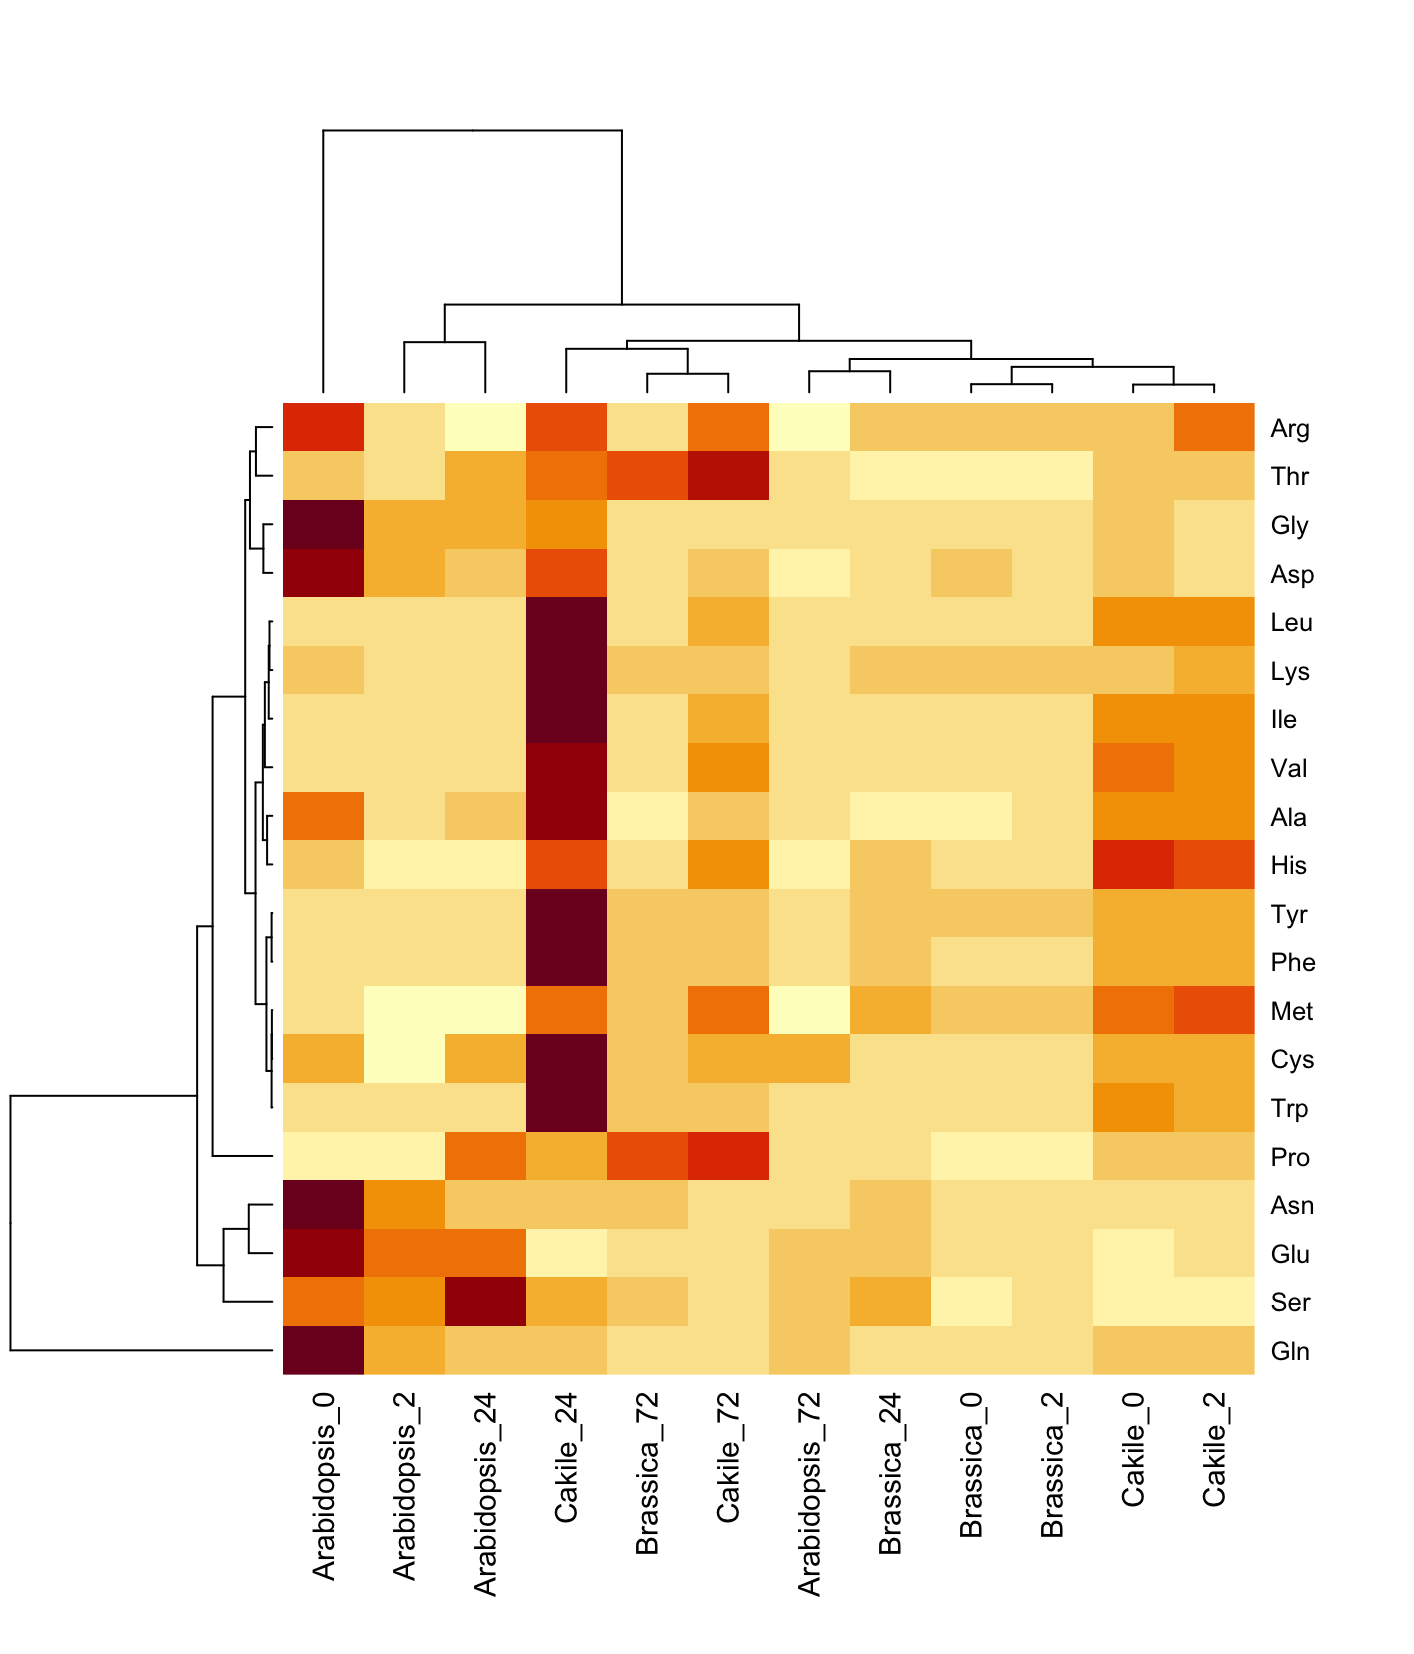 Arg
Thr
Gly
Asp
Leu
Lys
Ile
Val
Ala
His
Tyr
Phe
Met
Cys
Trp
Pro
Asn
Glu
Ser
Gln
Arabidopsis_0
Arabidopsis_2
Arabidopsis_24
Cakile_24
Brassica_72
Cakile_72
Arabidopsis_72
Brassica_24
Brassica_0
Brassica_2
Cakile_0
Cakile_2